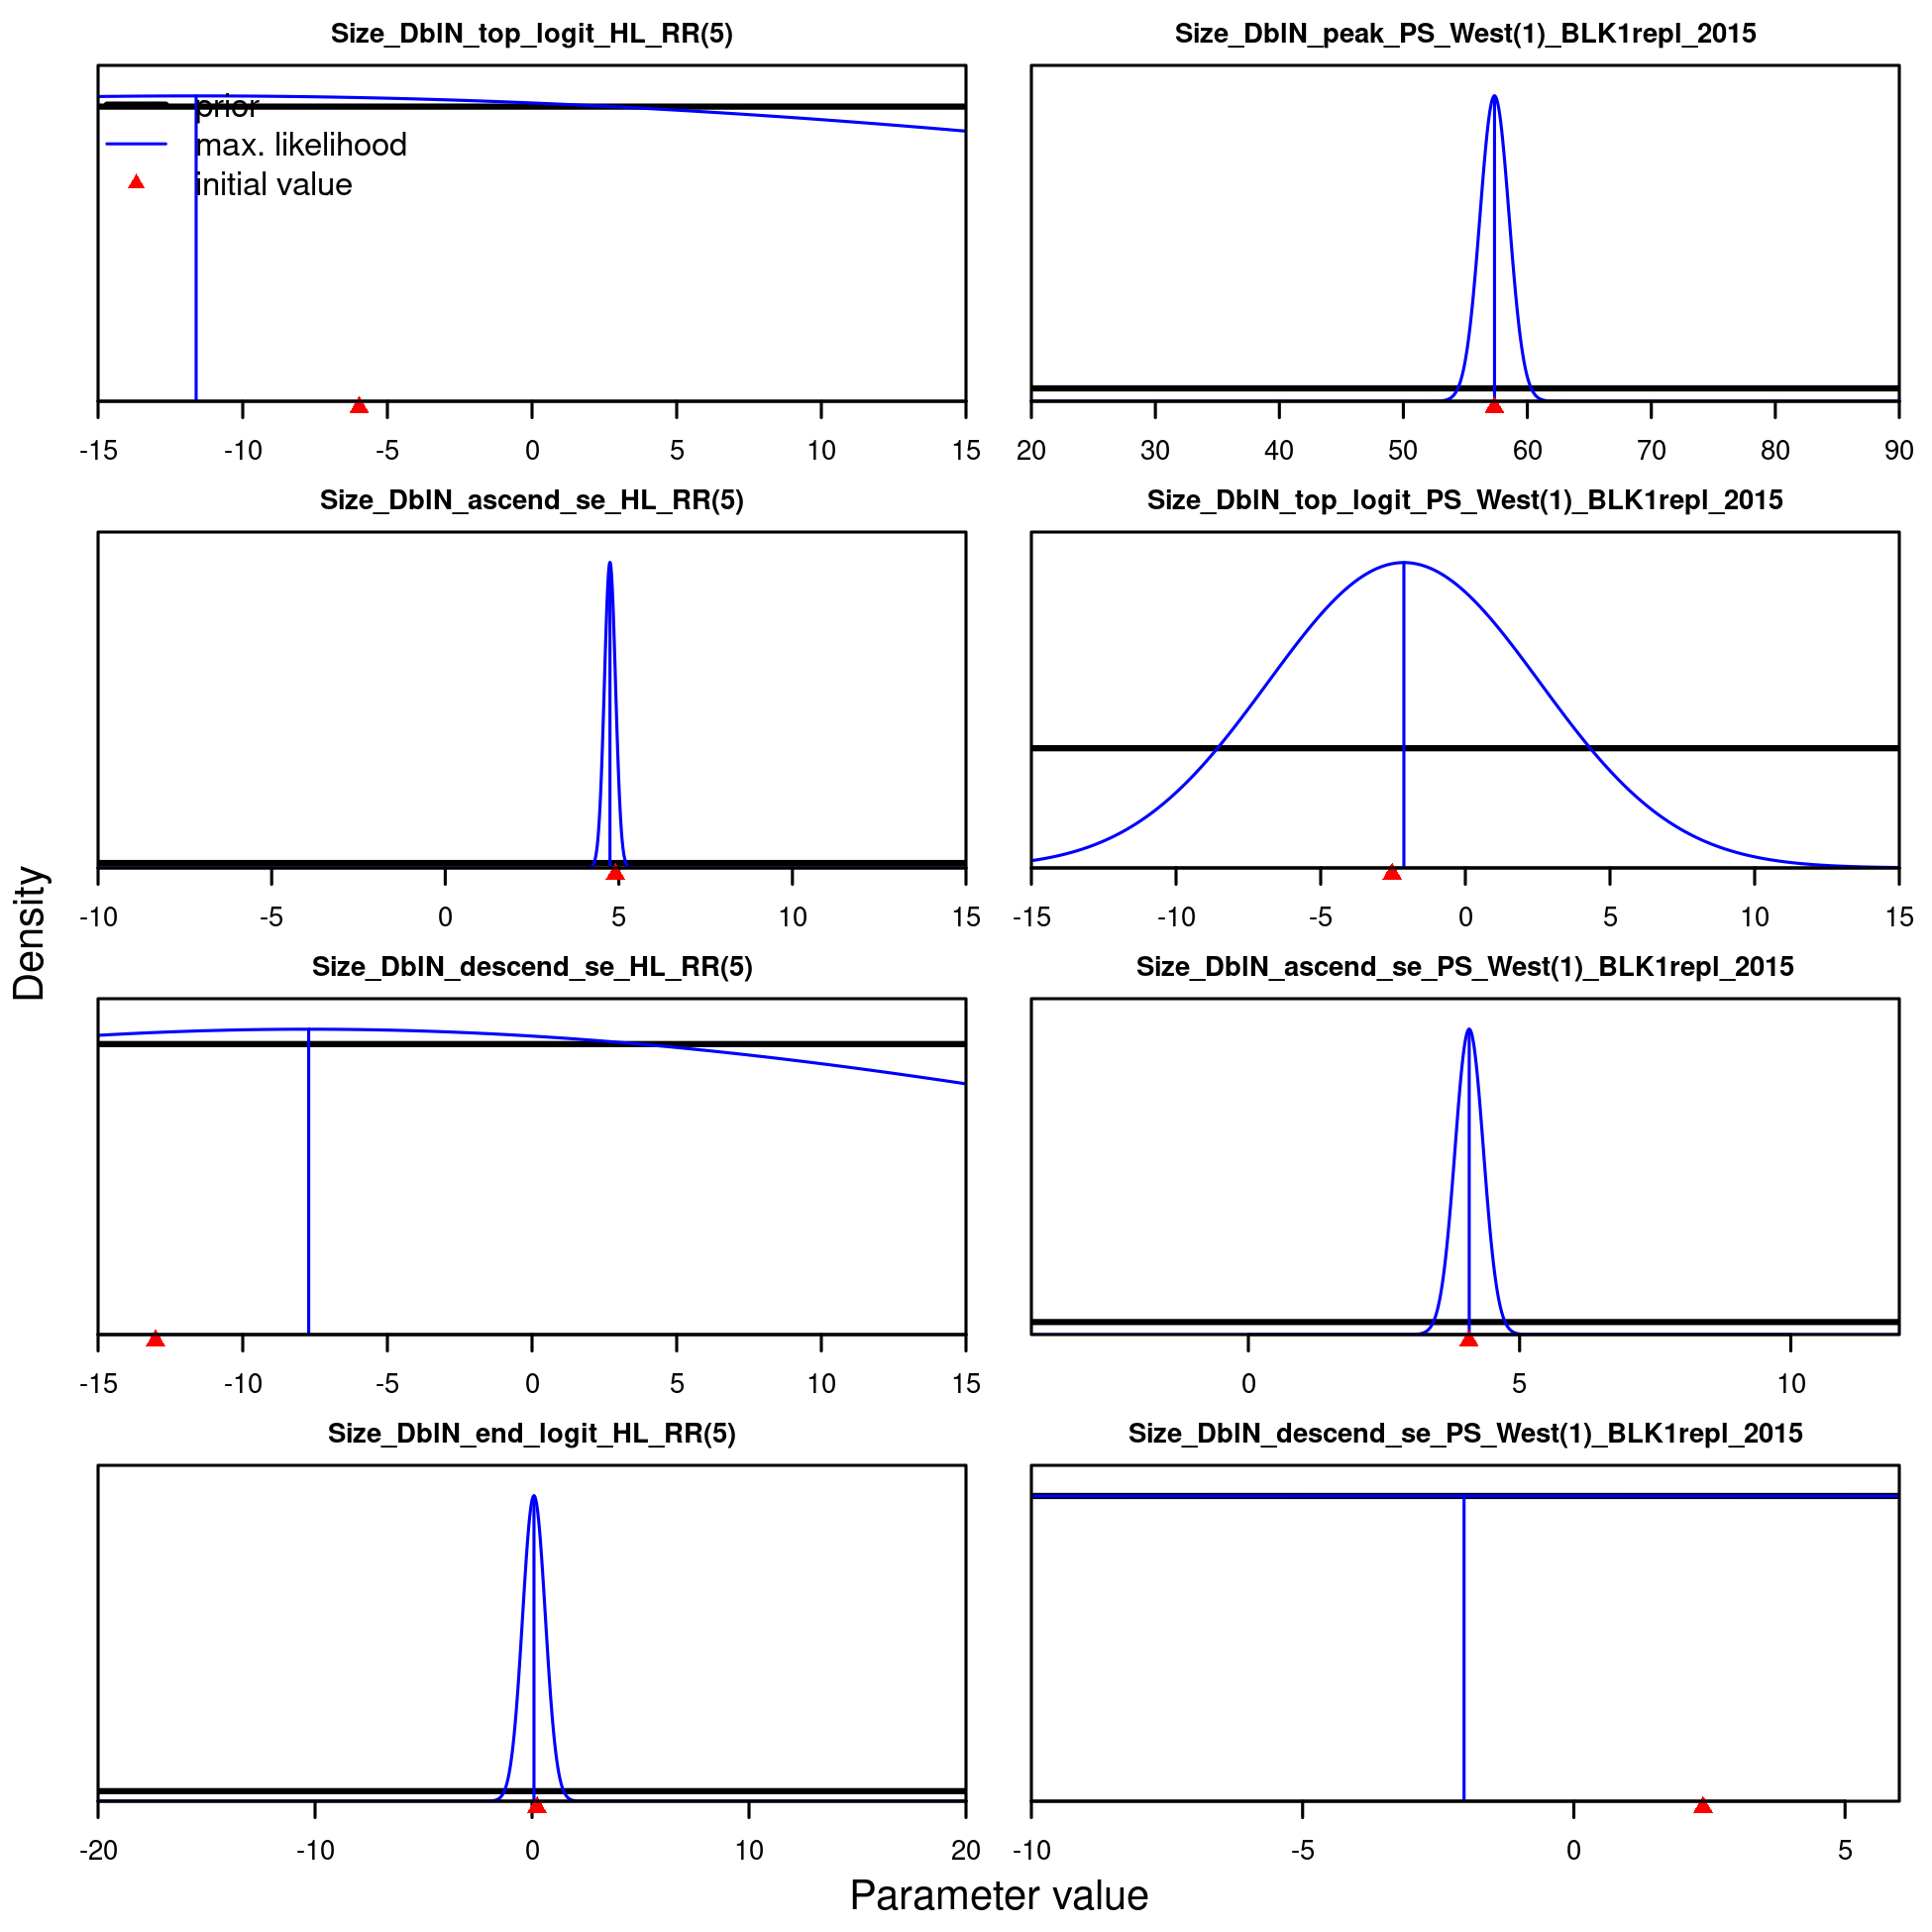 Size_DblN_top_logit_HL_RR(5)
prior
max. likelihood
initial value
-15 -10 -5 0 5 10 15
Size_DblN_peak_PS_West(1)_BLK1repl_2015
20 30 40 50 60 70 80 90
Size_DblN_ascend_se_HL_RR(5)
-10 -5 0 5 10 15
Size_DblN_top_logit_PS_West(1)_BLK1repl_2015
-15 -10 -5 0 5 10 15
Size_DblN_descend_se_HL_RR(5)
-15 -10 -5 0 5 10 15
Size_DblN_ascend_se_PS_West(1)_BLK1repl_2015
0 5 10
Size_DblN_end_logit_HL_RR(5)
-20 -10 0 10 20
Size_DblN_descend_se_PS_West(1)_BLK1repl_2015
-10 -5 0 5
Density
Parameter value